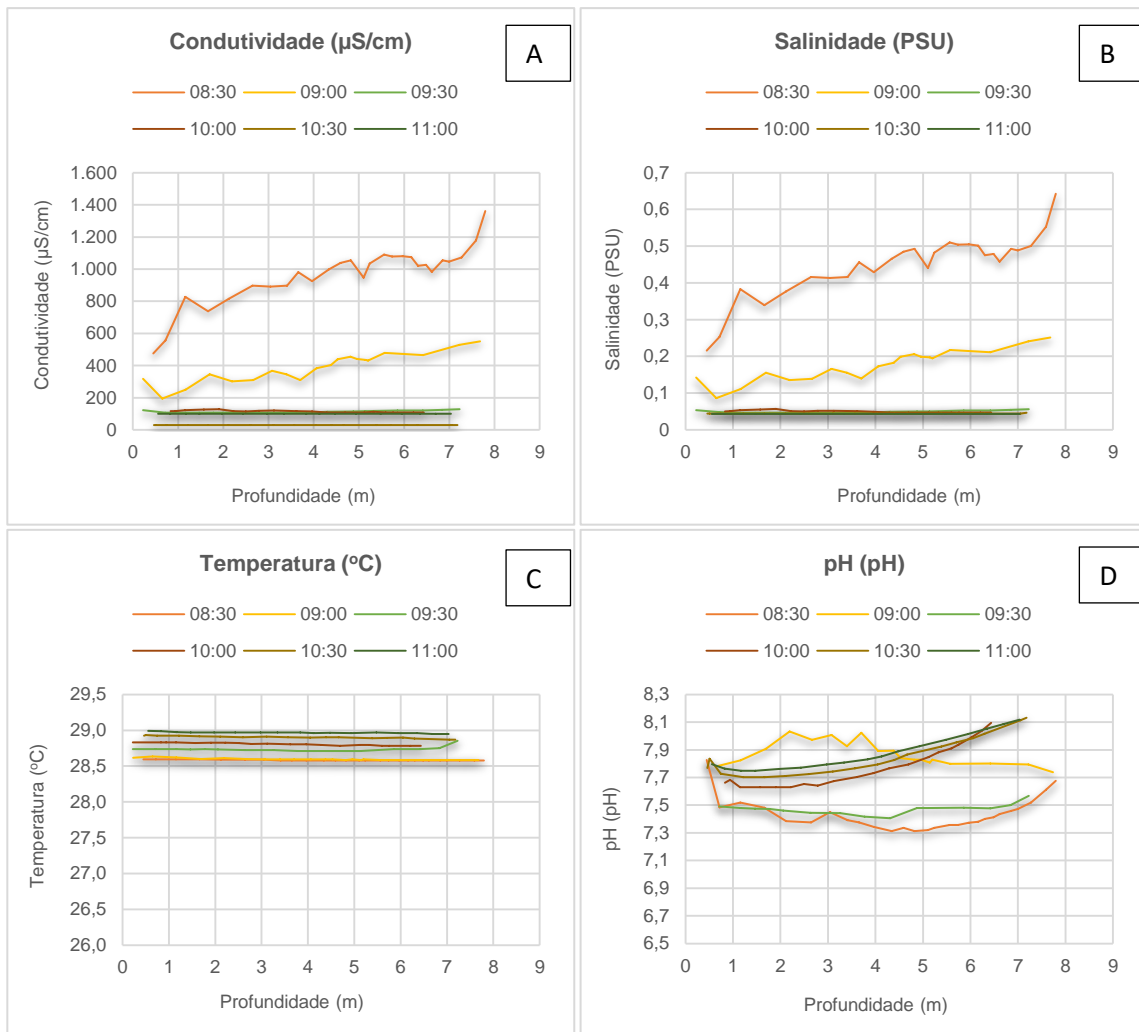 Condutividade (µS/cm)
A
08:30 09:00 09:30
10:00 10:30 11:00
Condutividade (µS/cm)
1.600
1.400
1.200
1.000
800
600
400
200
0
0 1 2 3 4 5 6 7 8 9
Profundidade (m)
Salinidade (PSU)
B
08:30 09:00 09:30
10:00 10:30 11:00
Salinidade (PSU)
0,7
0,6
0,5
0,4
0,3
0,2
0,1
0
0 1 2 3 4 5 6 7 8 9
Profundidade (m)
Temperatura (ºC)
C
08:30 09:00 09:30
10:00 10:30 11:00
Temperatura (ºC)
29,5
29,0
28,5
28,0
27,5
27,0
26,5
26,0
0 1 2 3 4 5 6 7 8 9
Profundidade (m)
pH (pH)
D
08:30 09:00 09:30
10:00 10:30 11:00
pH (pH)
8,3
8,1
7,9
7,7
7,5
7,3
7,1
6,9
6,7
6,5
0 1 2 3 4 5 6 7 8 9
Profundidade (m)